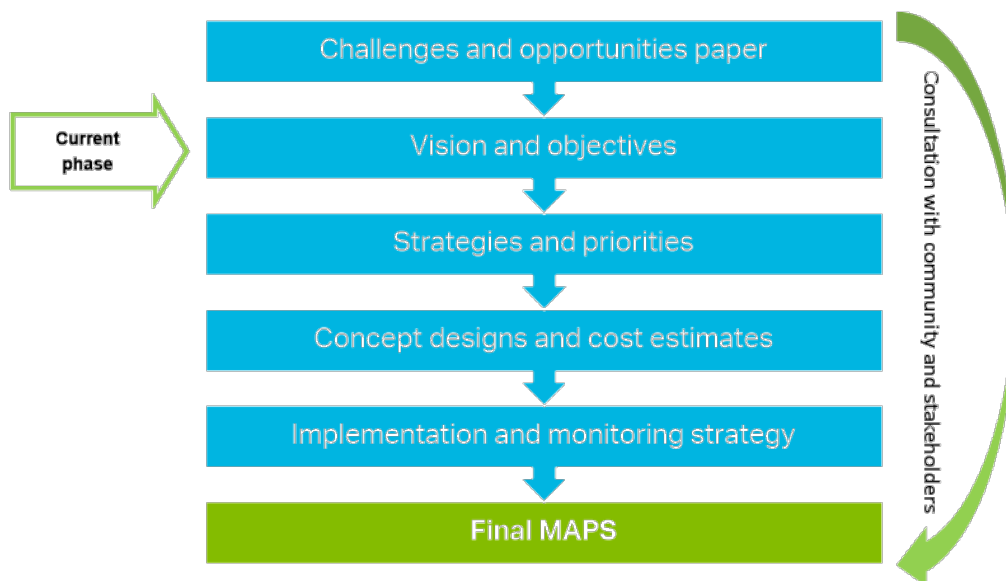 Challenges and opportunities paper
Current
phase
Vision and objectives
Strategies and priorities
Concept designs and cost estimates
Implementation and monitoring strategy
Final MAPS
Consultation with community and stakeholders